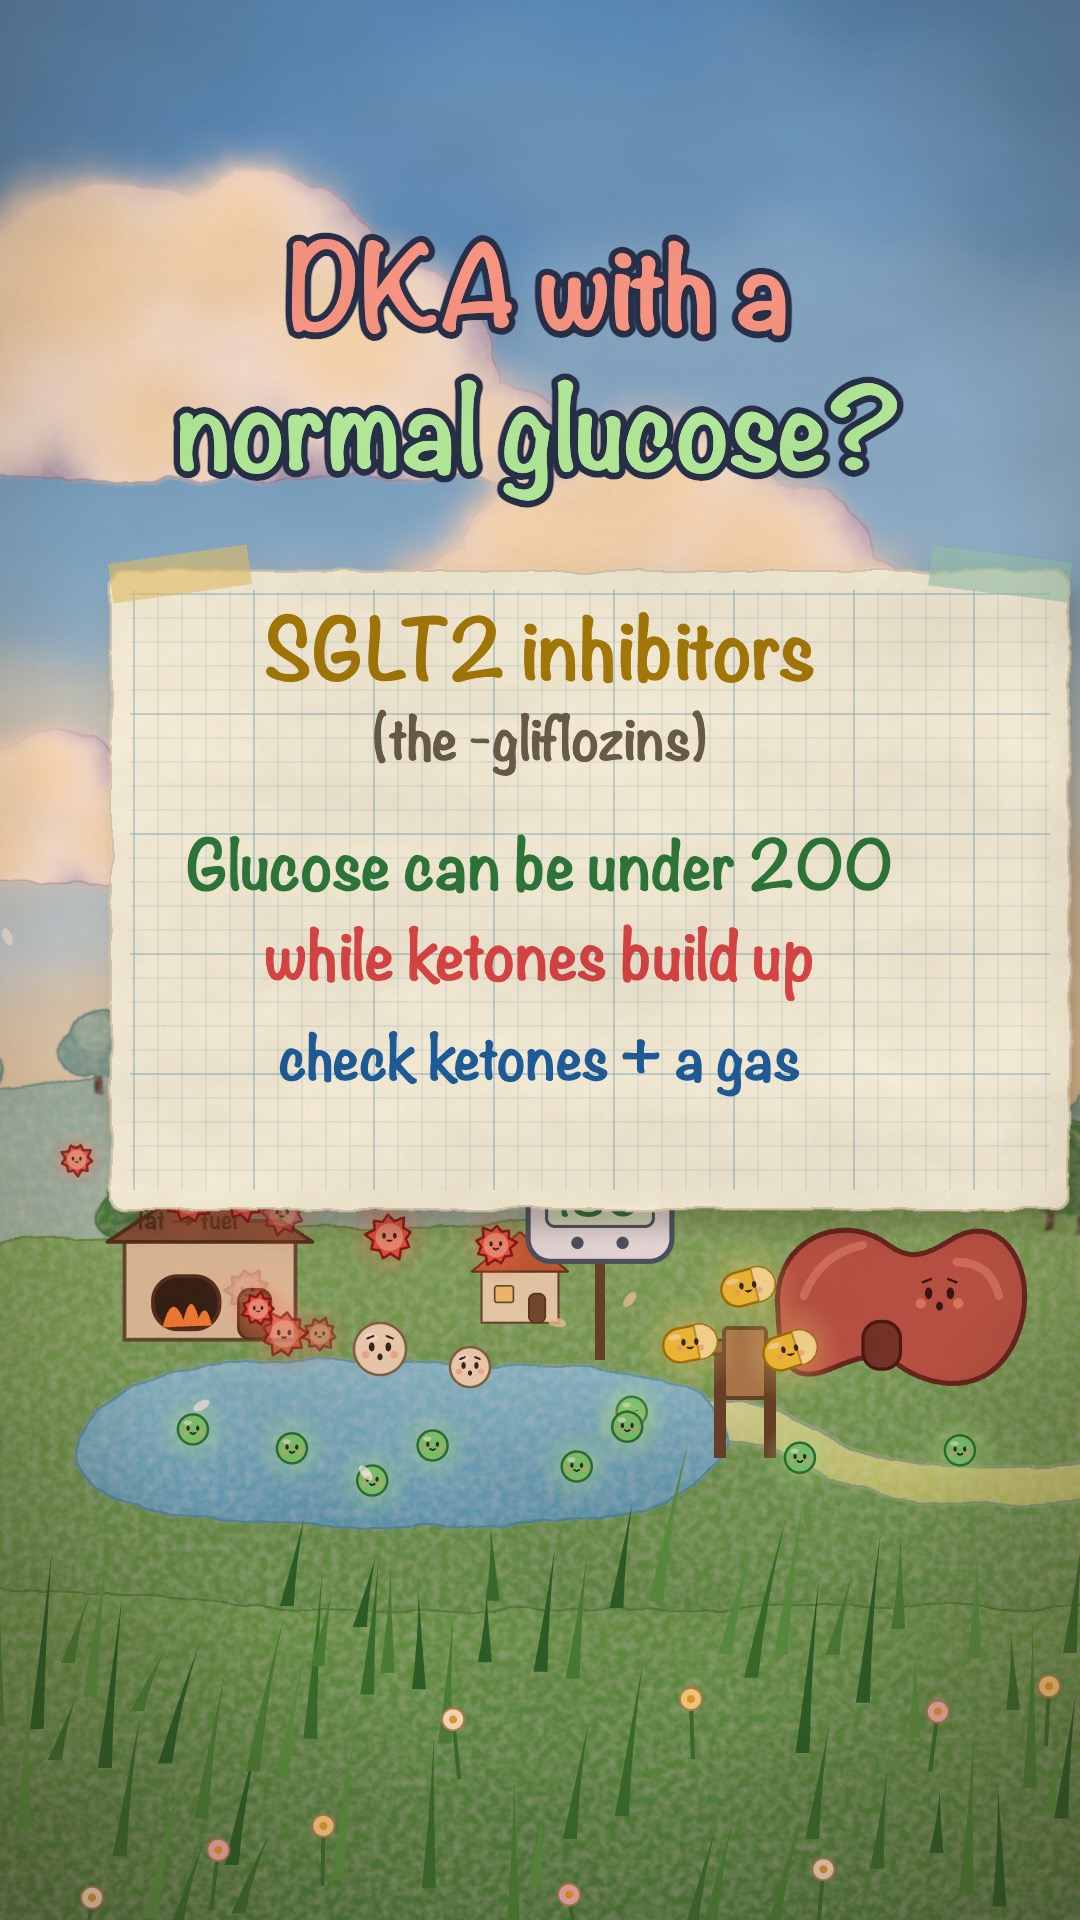 DKA with a
normal glucose?
SGLT2 inhibitors
(the -gliflozins)
Glucose can be under 200
while ketones build up
check ketones + a gas
fat → fuel